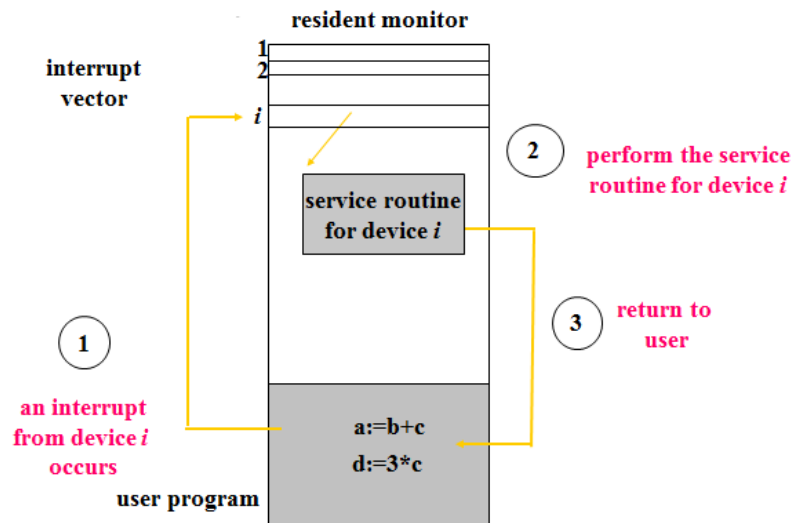 resident monitor
1
2
interrupt
vector
i
2
perform the service
routine for device i
service routine
for device i
3
return to
user
1
an interrupt
from device i
occurs
a:=b+c
d:=3*c
user program